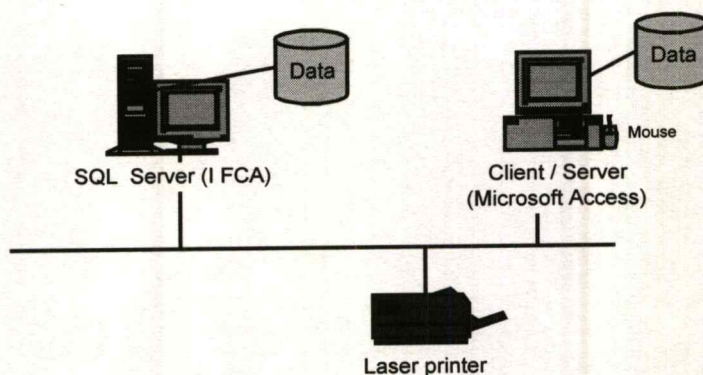 Data
Data
Mouse
SQL Server (I FCA)
Client / Server
(Microsoft Access)
Laser printer